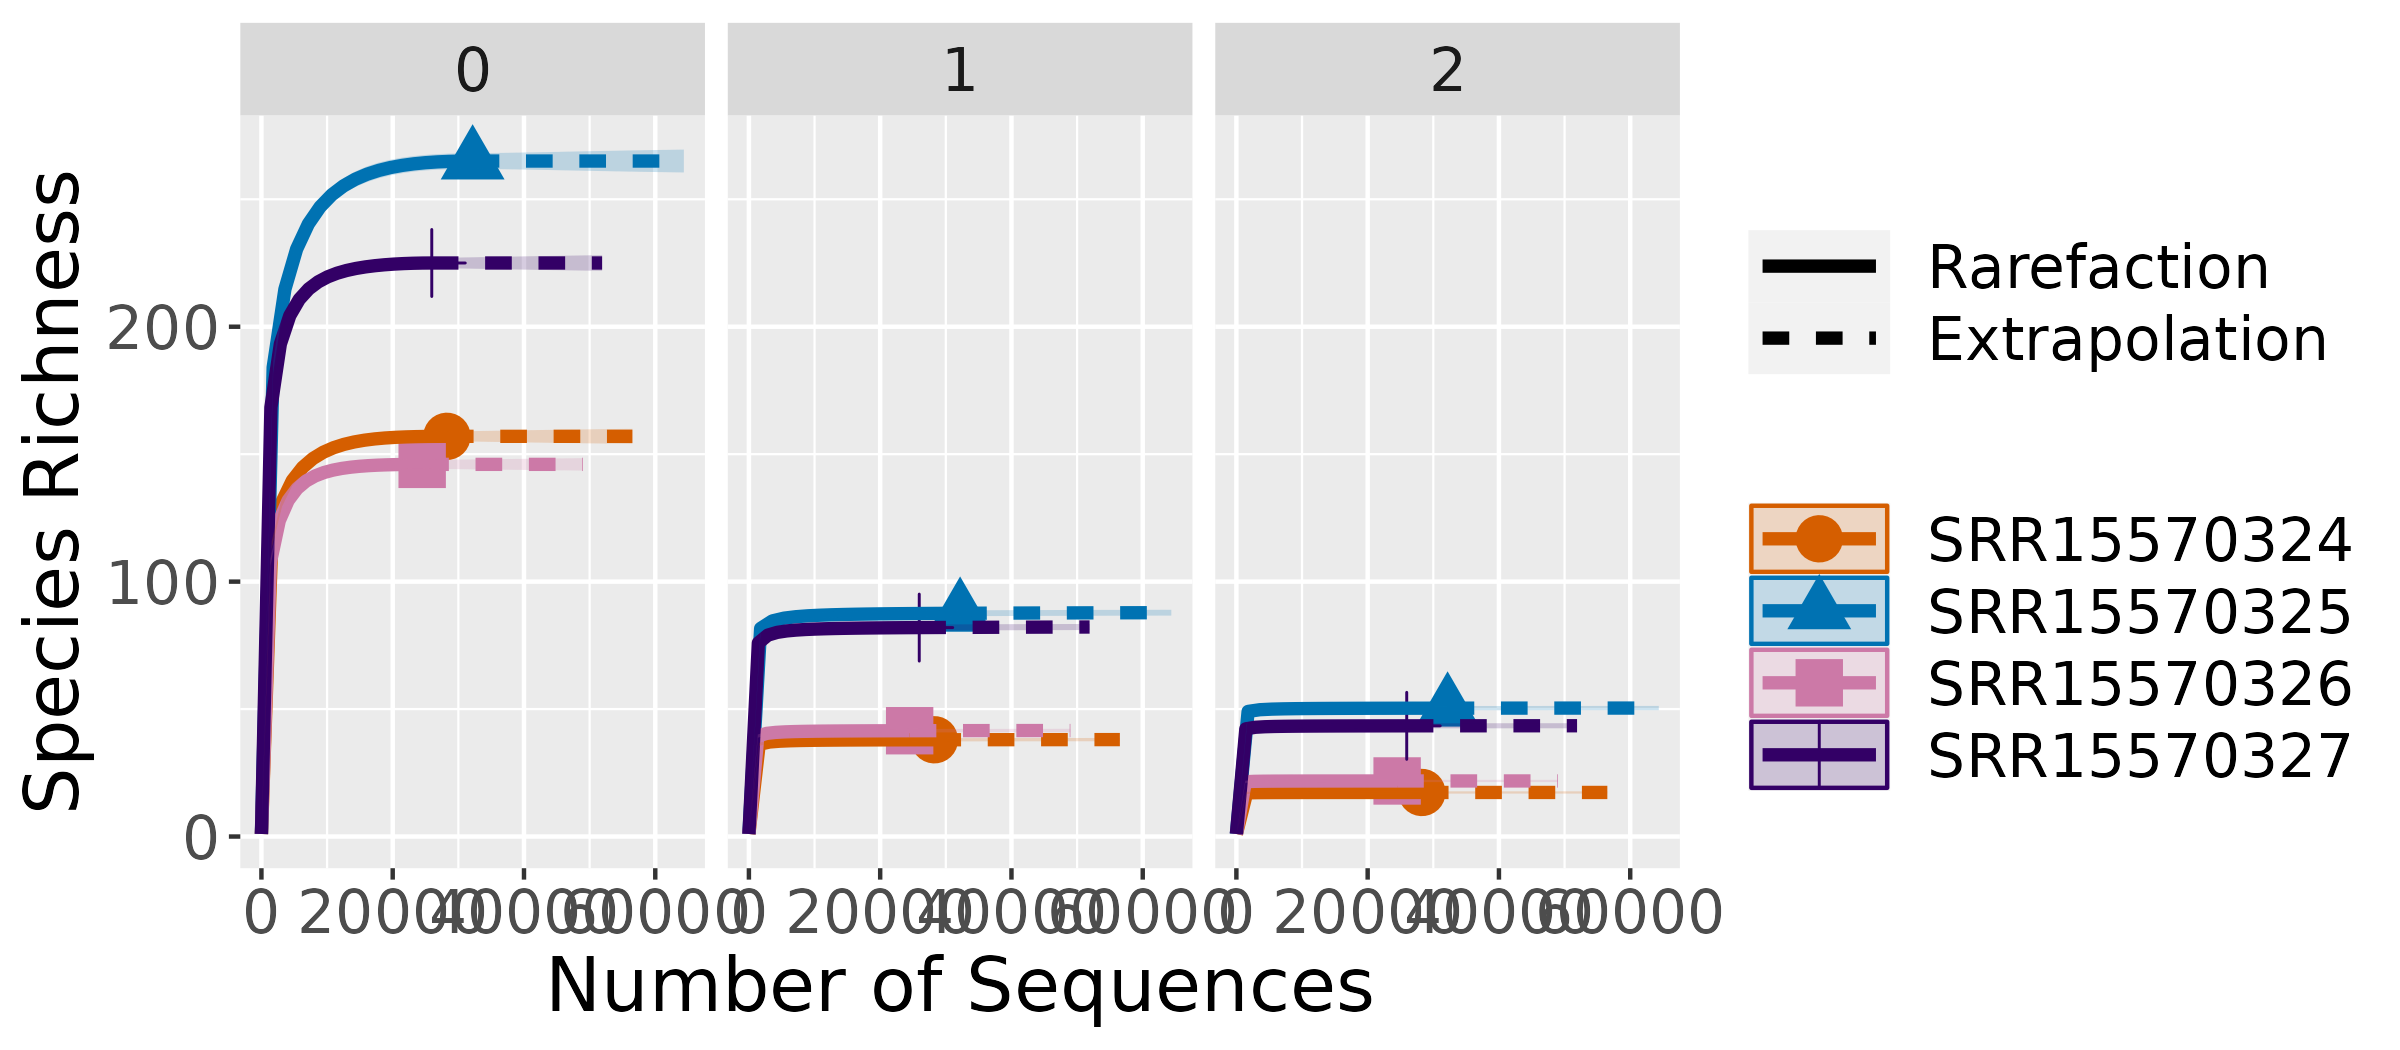 0 1 2
Species Richness
200
100
0
0 20000 40000 60000 0 20000 40000 60000 0 20000 40000 60000
Number of Sequences
Rarefaction
Extrapolation
SRR15570324
SRR15570325
SRR15570326
SRR15570327